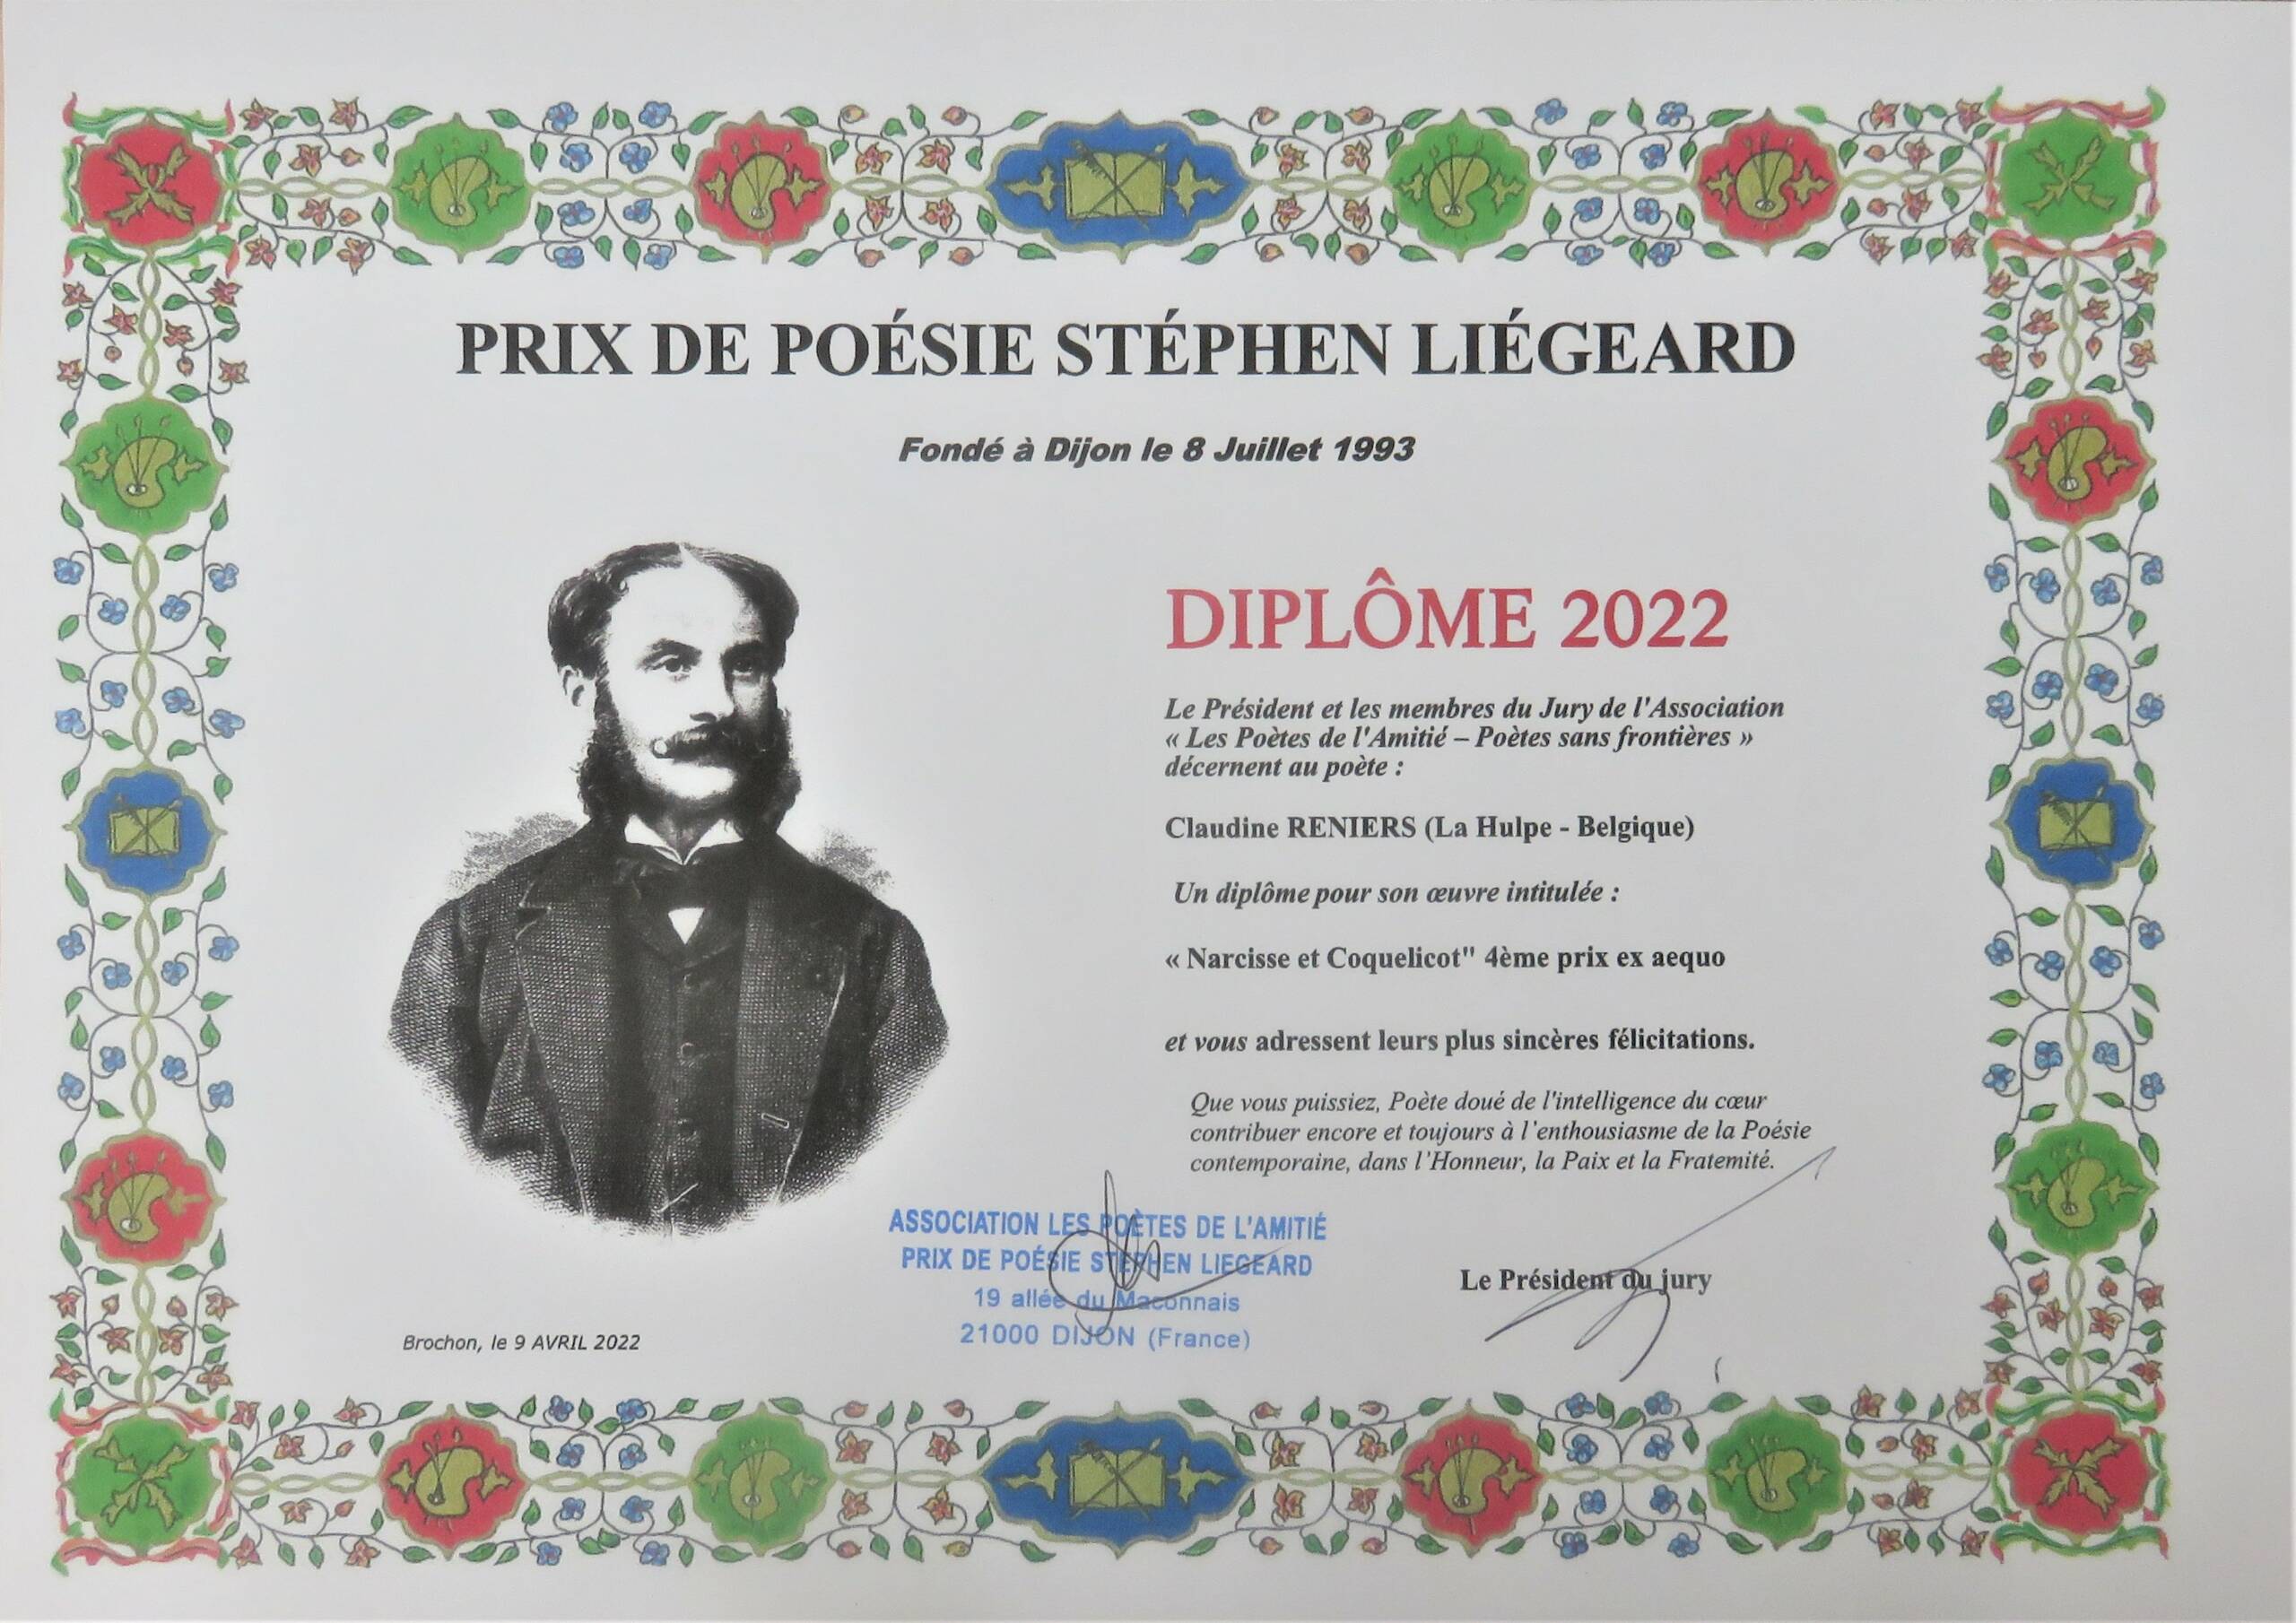 PRIX DE POÉSIE STÉPHEN LIÉGEARD
Fondé à Dijon le 8 Juillet 1993
DIPLÔME 2022
Le Président et les membres du Jury de l'Association
« Les Poètes de l'Amitié – Poètes sans frontières »
décernent au poète :
Claudine RENIERS (La Hulpe - Belgique)
Un diplôme pour son œuvre intitulée :
« Narcisse et Coquelicot" 4ème prix ex aequo
et vous adressent leurs plus sincères félicitations.
Que vous puissiez, Poète doué de l'intelligence du cœur
contribuer encore et toujours à l'enthousiasme de la Poésie
contemporaine, dans l'Honneur, la Paix et la Fraternité.
ASSOCIATION LES POÈTES DE L'AMITIÉ
PRIX DE POÉSIE STEPHEN LIEGEARD
19 allée du Maconnais
21000 DIJON (France)
Le Président du jury
Brochon, le 9 AVRIL 2022